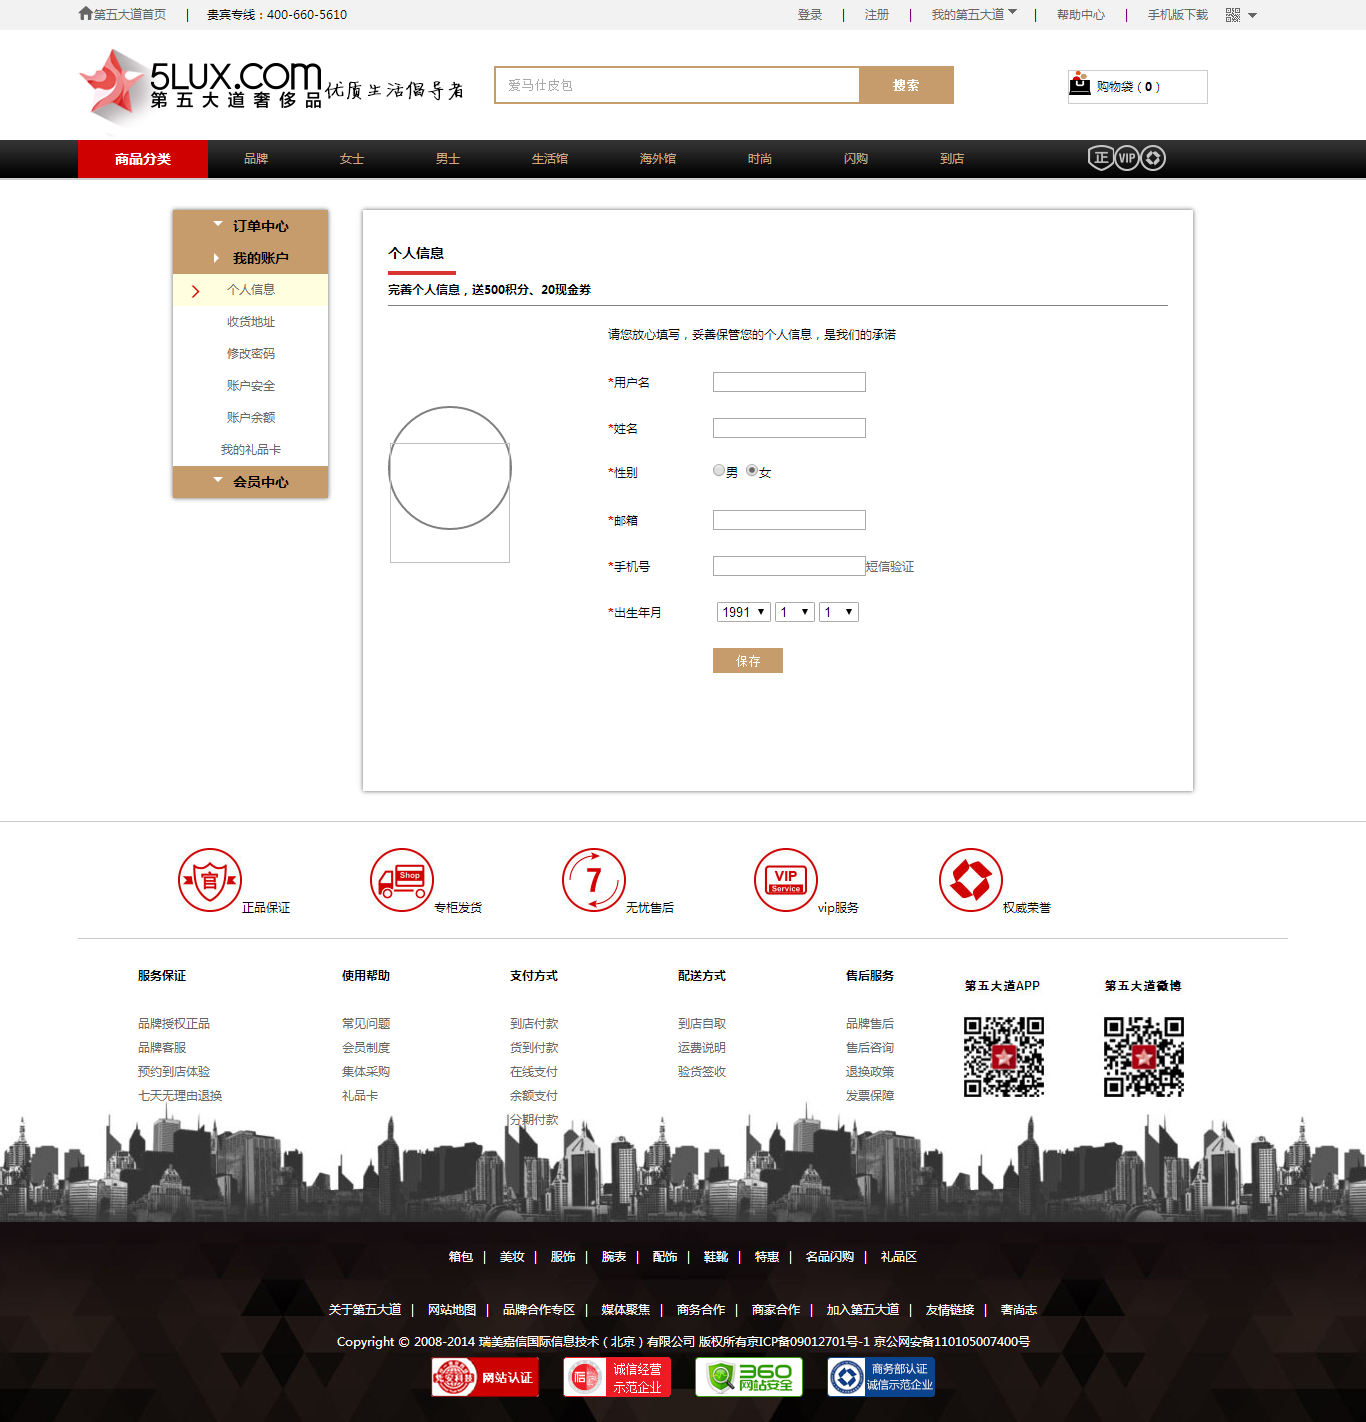 第五大道首页 | 贵宾专线：400-660-5610 登录 | 注册 | 我的第五大道 | 帮助中心 | 手机版下载
5LUX.COM
第五大道奢侈品
优质生活倡导者
爱马仕皮包 搜索
购物袋（0）
商品分类 品牌 女士 男士 生活馆 海外馆 时尚 闪购 到店 正 VIP
订单中心
我的账户
个人信息
收货地址
修改密码
账户安全
账户余额
我的礼品卡
会员中心
个人信息
完善个人信息，送500积分、20现金券
请您放心填写，妥善保管您的个人信息，是我们的承诺
*用户名
*姓名
*性别 男 女
*邮箱
*手机号 短信验证
*出生年月 1991 1 1
保存
官 正品保证
Shop 专柜发货
7 无忧售后
VIP Service vip服务
权威荣誉
服务保证
品牌授权正品
品牌客服
预约到店体验
七天无理由退换
使用帮助
常见问题
会员制度
集体采购
礼品卡
支付方式
到店付款
货到付款
在线支付
余额支付
分期付款
配送方式
到店自取
运费说明
验货签收
售后服务
品牌售后
售后咨询
退换政策
发票保障
第五大道APP
第五大道微博
箱包 | 美妆 | 服饰 | 腕表 | 配饰 | 鞋靴 | 特惠 | 名品闪购 | 礼品区
关于第五大道 | 网站地图 | 品牌合作专区 | 媒体聚焦 | 商务合作 | 商家合作 | 加入第五大道 | 友情链接 | 奢尚志
Copyright © 2008-2014 瑞美嘉信国际信息技术（北京）有限公司 版权所有京ICP备09012701号-1 京公网安备110105007400号
网站认证
诚信经营
示范企业
360
网站安全
商务部认证
诚信示范企业